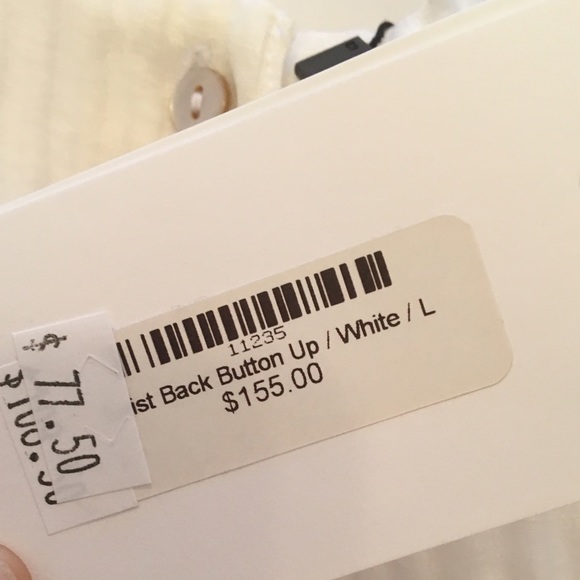 11235
ist Back Button Up / White / L
$155.00
$77.50